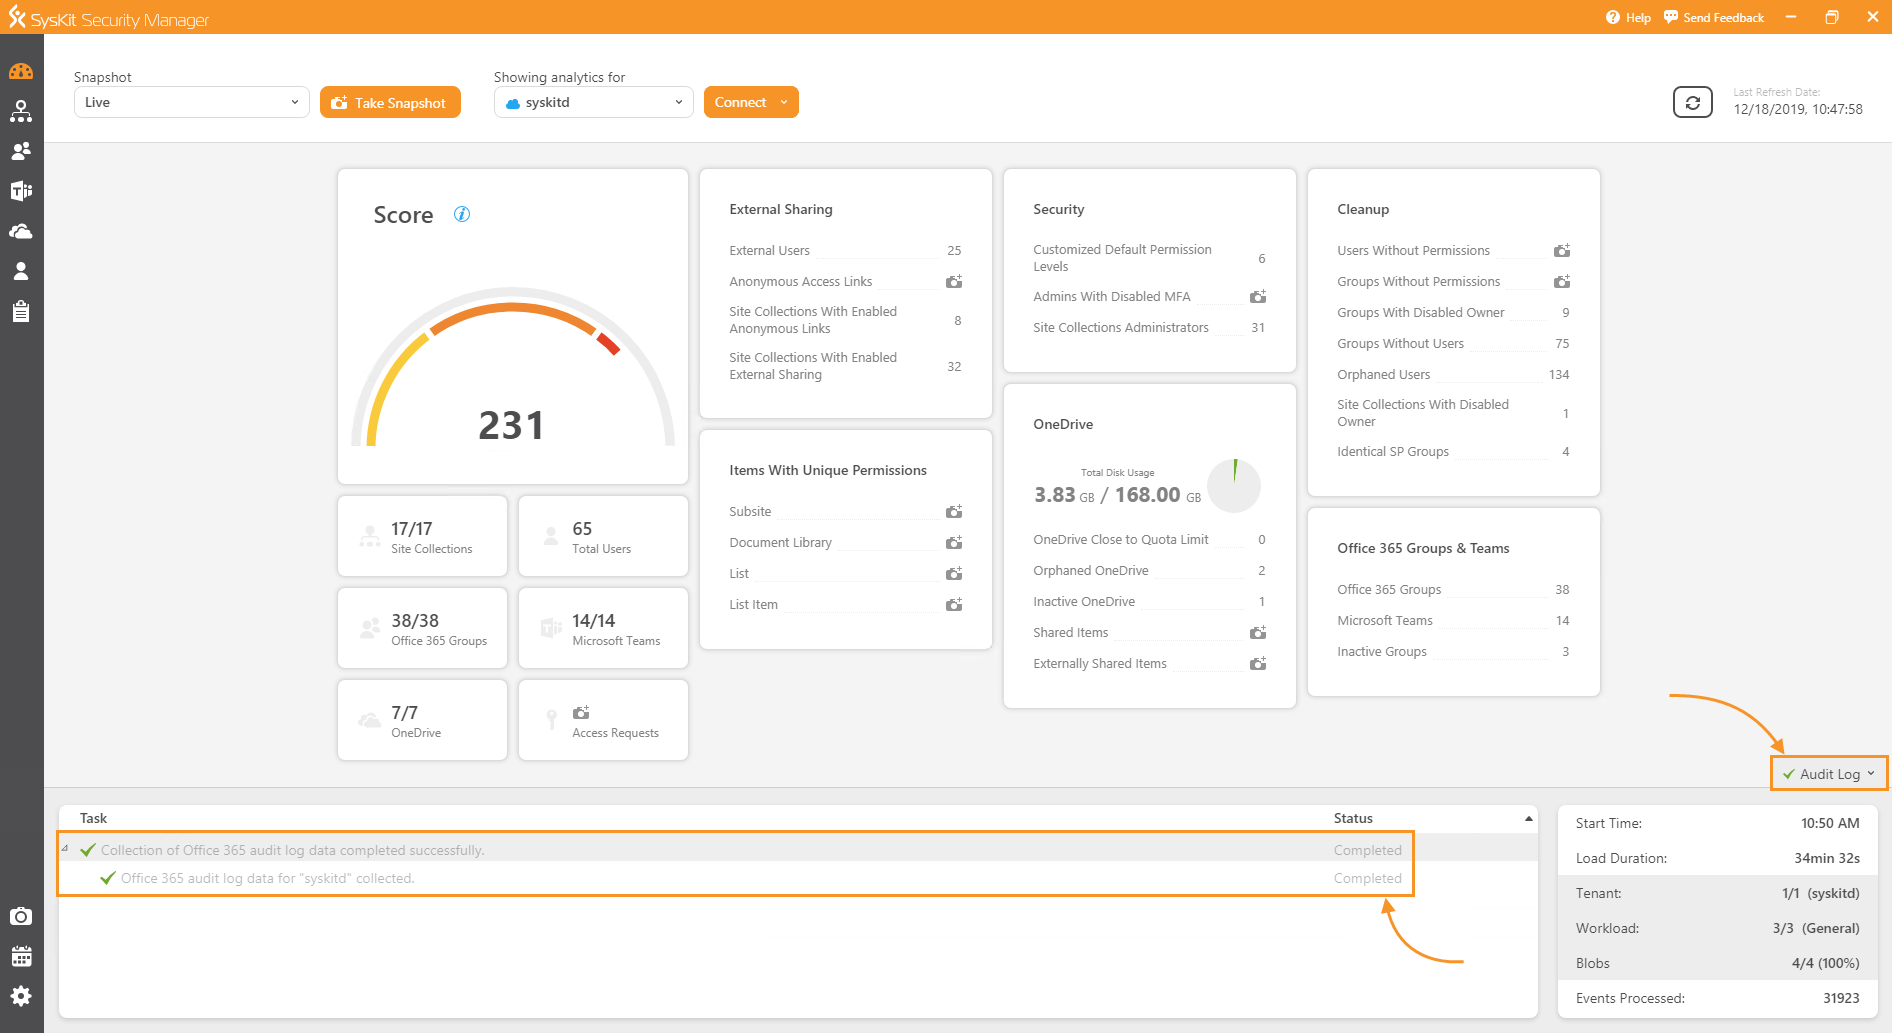 SysKit Security Manager
Help
Send Feedback
Snapshot
Live
Take Snapshot
Showing analytics for
syskitd
Connect
Last Refresh Date:
12/18/2019, 10:47:58
Score
231
17/17
Site Collections
65
Total Users
38/38
Office 365 Groups
14/14
Microsoft Teams
7/7
OneDrive
Access Requests
External Sharing
External Users 25
Anonymous Access Links
Site Collections With Enabled
Anonymous Links 8
Site Collections With Enabled
External Sharing 32
Items With Unique Permissions
Subsite
Document Library
List
List Item
Security
Customized Default Permission
Levels 6
Admins With Disabled MFA
Site Collections Administrators 31
OneDrive
Total Disk Usage
3.83 GB / 168.00 GB
OneDrive Close to Quota Limit 0
Orphaned OneDrive 2
Inactive OneDrive 1
Shared Items
Externally Shared Items
Cleanup
Users Without Permissions
Groups Without Permissions
Groups With Disabled Owner 9
Groups Without Users 75
Orphaned Users 134
Site Collections With Disabled
Owner 1
Identical SP Groups 4
Office 365 Groups & Teams
Office 365 Groups 38
Microsoft Teams 14
Inactive Groups 3
Audit Log
Task Status
Collection of Office 365 audit log data completed successfully. Completed
Office 365 audit log data for "syskitd" collected. Completed
Start Time: 10:50 AM
Load Duration: 34min 32s
Tenant: 1/1 (syskitd)
Workload: 3/3 (General)
Blobs 4/4 (100%)
Events Processed: 31923